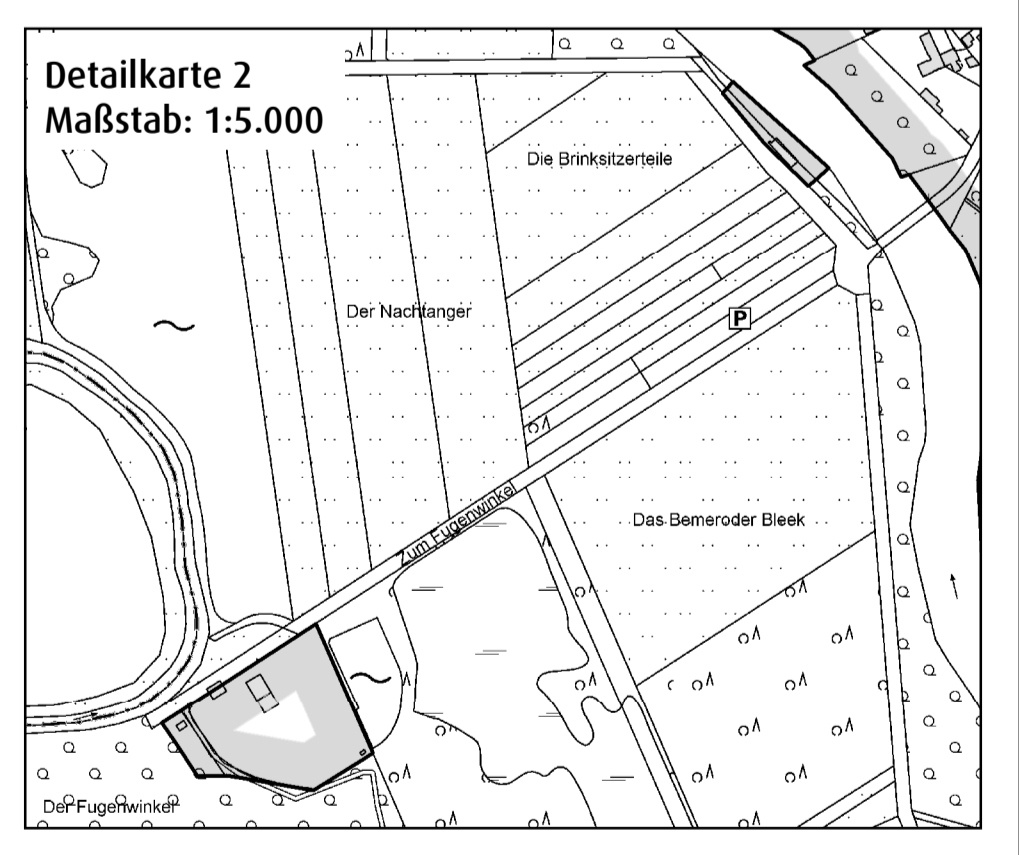 Detailkarte 2
Maßstab: 1:5.000
Die Brinksitzerteile
Der Nachtanger
P
Zum Fugenwinkel
Das Bemeroder Bleek
Der Fugenwinkel